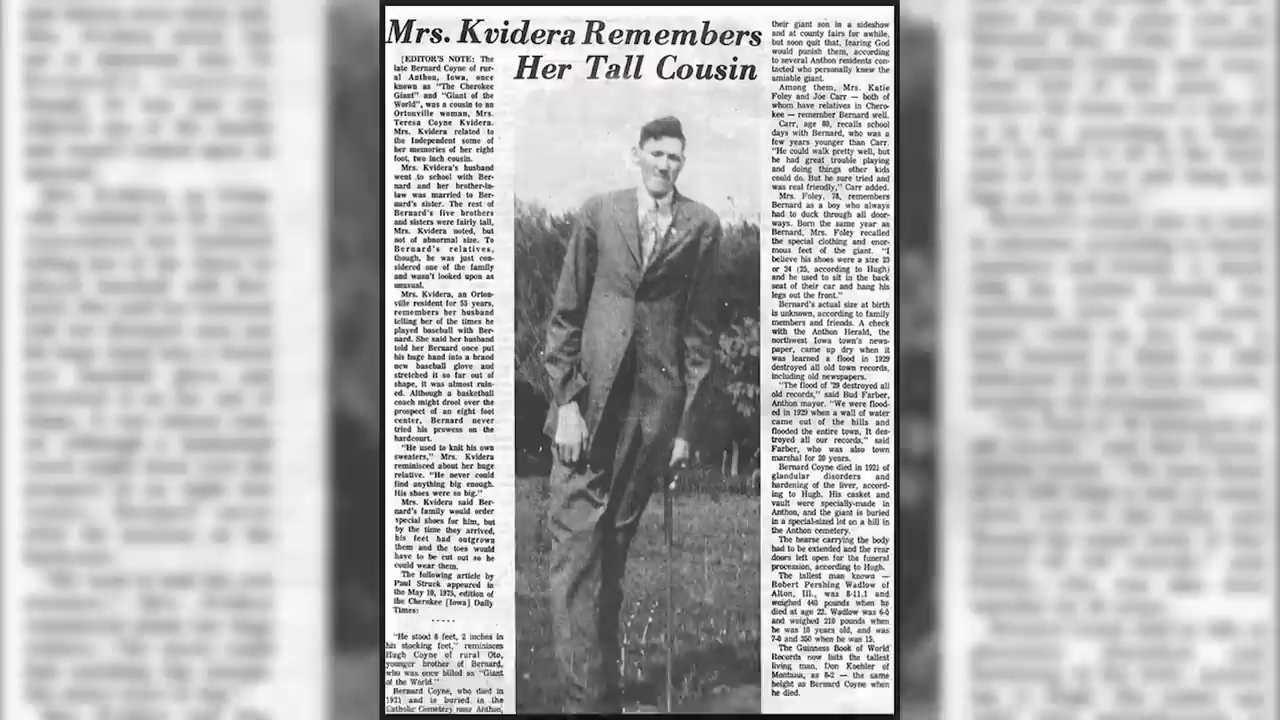 Mrs. Kvidera Remembers
Her Tall Cousin
[EDITOR'S NOTE: The
late Bernard Coyne of rur-
al Anthon, Iowa, once
known as "The Cherokee
Giant" and "Giant of the
World", was a cousin to an
Ortonville woman, Mrs.
Teresa Coyne Kvidera.
Mrs. Kvidera related to
the Independent some of
her memories of her eight
foot, two inch cousin.
Mrs. Kvidera's husband
went to school with Ber-
nard and her brother-in-
law was married to Ber-
nard's sister. The rest of
Bernard's five brothers
and sisters were fairly tall,
Mrs. Kvidera noted, but
not of abnormal size. To
Bernard's relatives,
though, he was just con-
sidered one of the family
and wasn't looked upon as
unusual.
Mrs. Kvidera, an Orton-
ville resident for 55 years,
remembers her husband
telling her of the times he
played baseball with Ber-
nard. She said her husband
told her Bernard once put
his huge hand into a brand
new baseball glove and
stretched it so far out of
shape, it was almost ruin-
ed. Although a basketball
coach might drool over the
prospect of an eight foot
center, Bernard never
tried his prowess on the
hardcourt.
"He used to knit his own
sweaters," Mrs. Kvidera
reminisced about her huge
relative. "He never could
find anything big enough.
His shoes were so big."
Mrs. Kvidera said Ber-
nard's family would order
special shoes for him, but
by the time they arrived,
his feet had outgrown
them and the toes would
have to be cut out so he
could wear them.
The following article by
Paul Struck appeared in
the May 10, 1975, edition of
the Cherokee [Iowa] Daily
Times:
. . . . .
"He stood 8 feet, 2 inches in
his stocking feet," reminisces
Hugh Coyne of rural Oto,
younger brother of Bernard,
who was once billed as "Giant
of the World."
Bernard Coyne, who died in
1921 and is buried in the
Catholic Cemetery near Anthon,
their giant son in a sideshow
and at county fairs for awhile,
but soon quit that, fearing God
would punish them, according
to several Anthon residents con-
tacted who personally knew the
amiable giant.
Among them, Mrs. Katie
Foley and Joe Carr — both of
whom have relatives in Chero-
kee — remember Bernard well.
Carr, age 80, recalls school
days with Bernard, who was a
few years younger than Carr.
"He could walk pretty well, but
he had great trouble playing
and doing things other kids
could do. But he sure tried and
was real friendly," Carr added.
Mrs. Foley, 78, remembers
Bernard as a boy who always
had to duck through all door-
ways. Born the same year as
Bernard, Mrs. Foley recalled
the special clothing and enor-
mous feet of the giant. "I
believe his shoes were a size 23
or 24 (25, according to Hugh)
and he used to sit in the back
seat of their car and hang his
legs out the front."
Bernard's actual size at birth
is unknown, according to family
members and friends. A check
with the Anthon Herald, the
northwest Iowa town's news-
paper, came up dry when it
was learned a flood in 1929
destroyed all old town records,
including old newspapers.
"The flood of '29 destroyed all
old records," said Bud Farber,
Anthon mayor. "We were flood-
ed in 1929 when a wall of water
came out of the hills and
flooded the entire town. It des-
troyed all our records," said
Farber, who was also town
marshal for 20 years.
Bernard Coyne died in 1921 of
glandular disorders and
hardening of the liver, accord-
ing to Hugh. His casket and
vault were specially-made in
Anthon, and the giant is buried
in a special-sized lot on a hill in
the Anthon cemetery.
The hearse carrying the body
had to be extended and the rear
doors left open for the funeral
procession, according to Hugh.
The tallest man known —
Robert Pershing Wadlow of
Alton, Ill., was 8-11.1 and
weighed 440 pounds when he
died at age 22. Wadlow was 6-5
and weighed 210 pounds when
he was 10 years old, and was
7-8 and 350 when he was 15.
The Guinness Book of World
Records now lists the tallest
living man, Don Koehler of
Montana, as 8-2 — the same
height as Bernard Coyne when
he died.